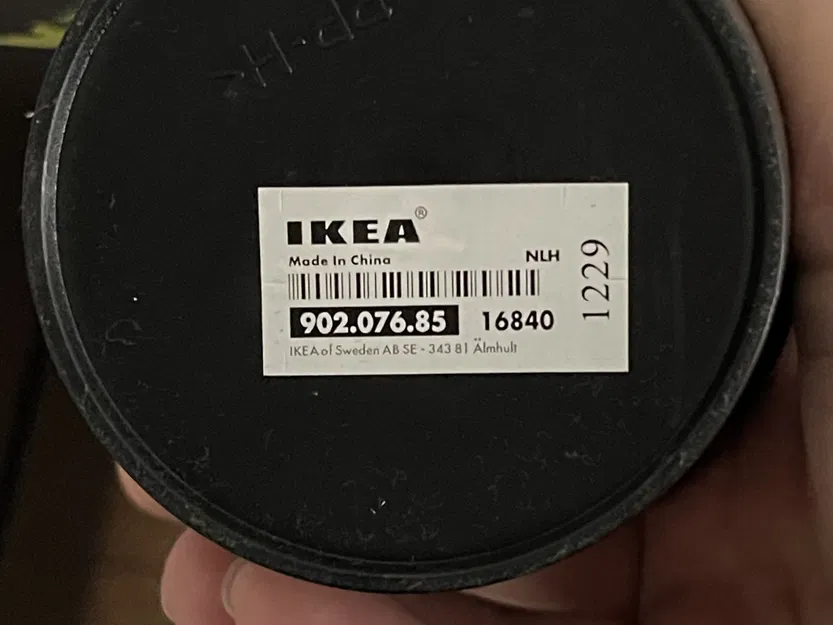 IKEA®
Made In China NLH
902.076.85 16840
IKEA of Sweden AB SE - 343 81 Älmhult
1229